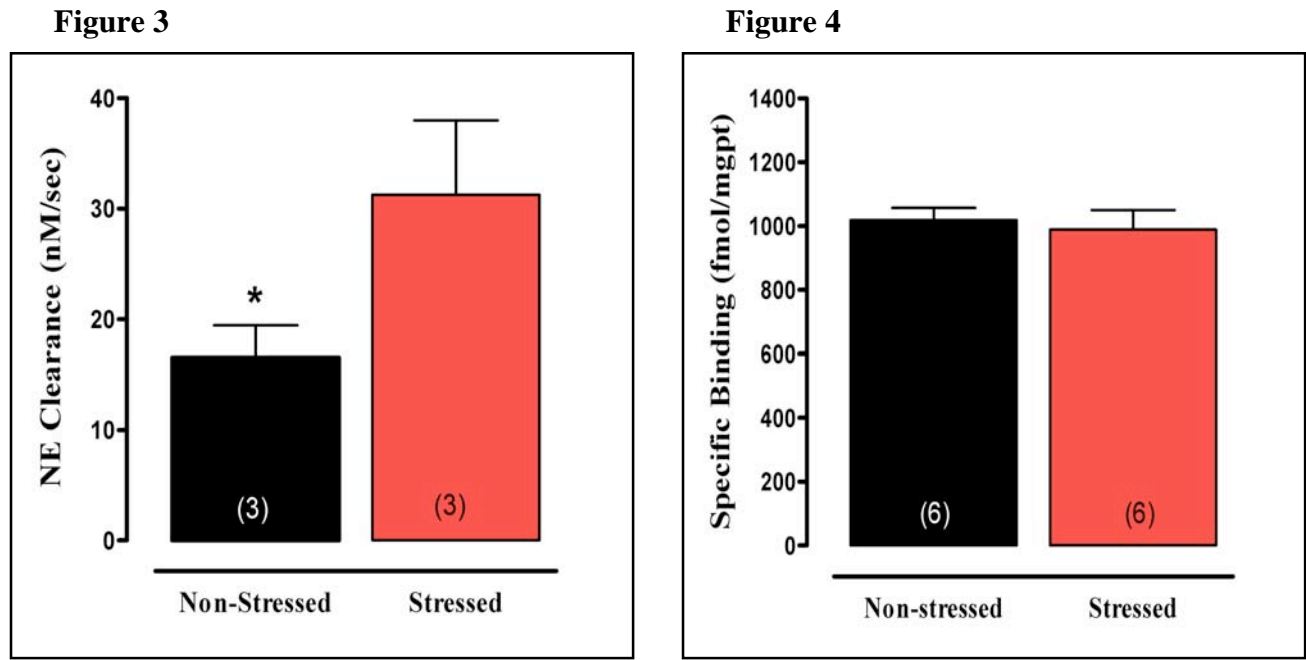 Figure 3
NE Clearance (nM/sec)
40
30
20
10
0
*
(3)
(3)
Non-Stressed
Stressed
Figure 4
Specific Binding (fmol/mgpt)
1400
1200
1000
800
600
400
200
0
(6)
(6)
Non-stressed
Stressed